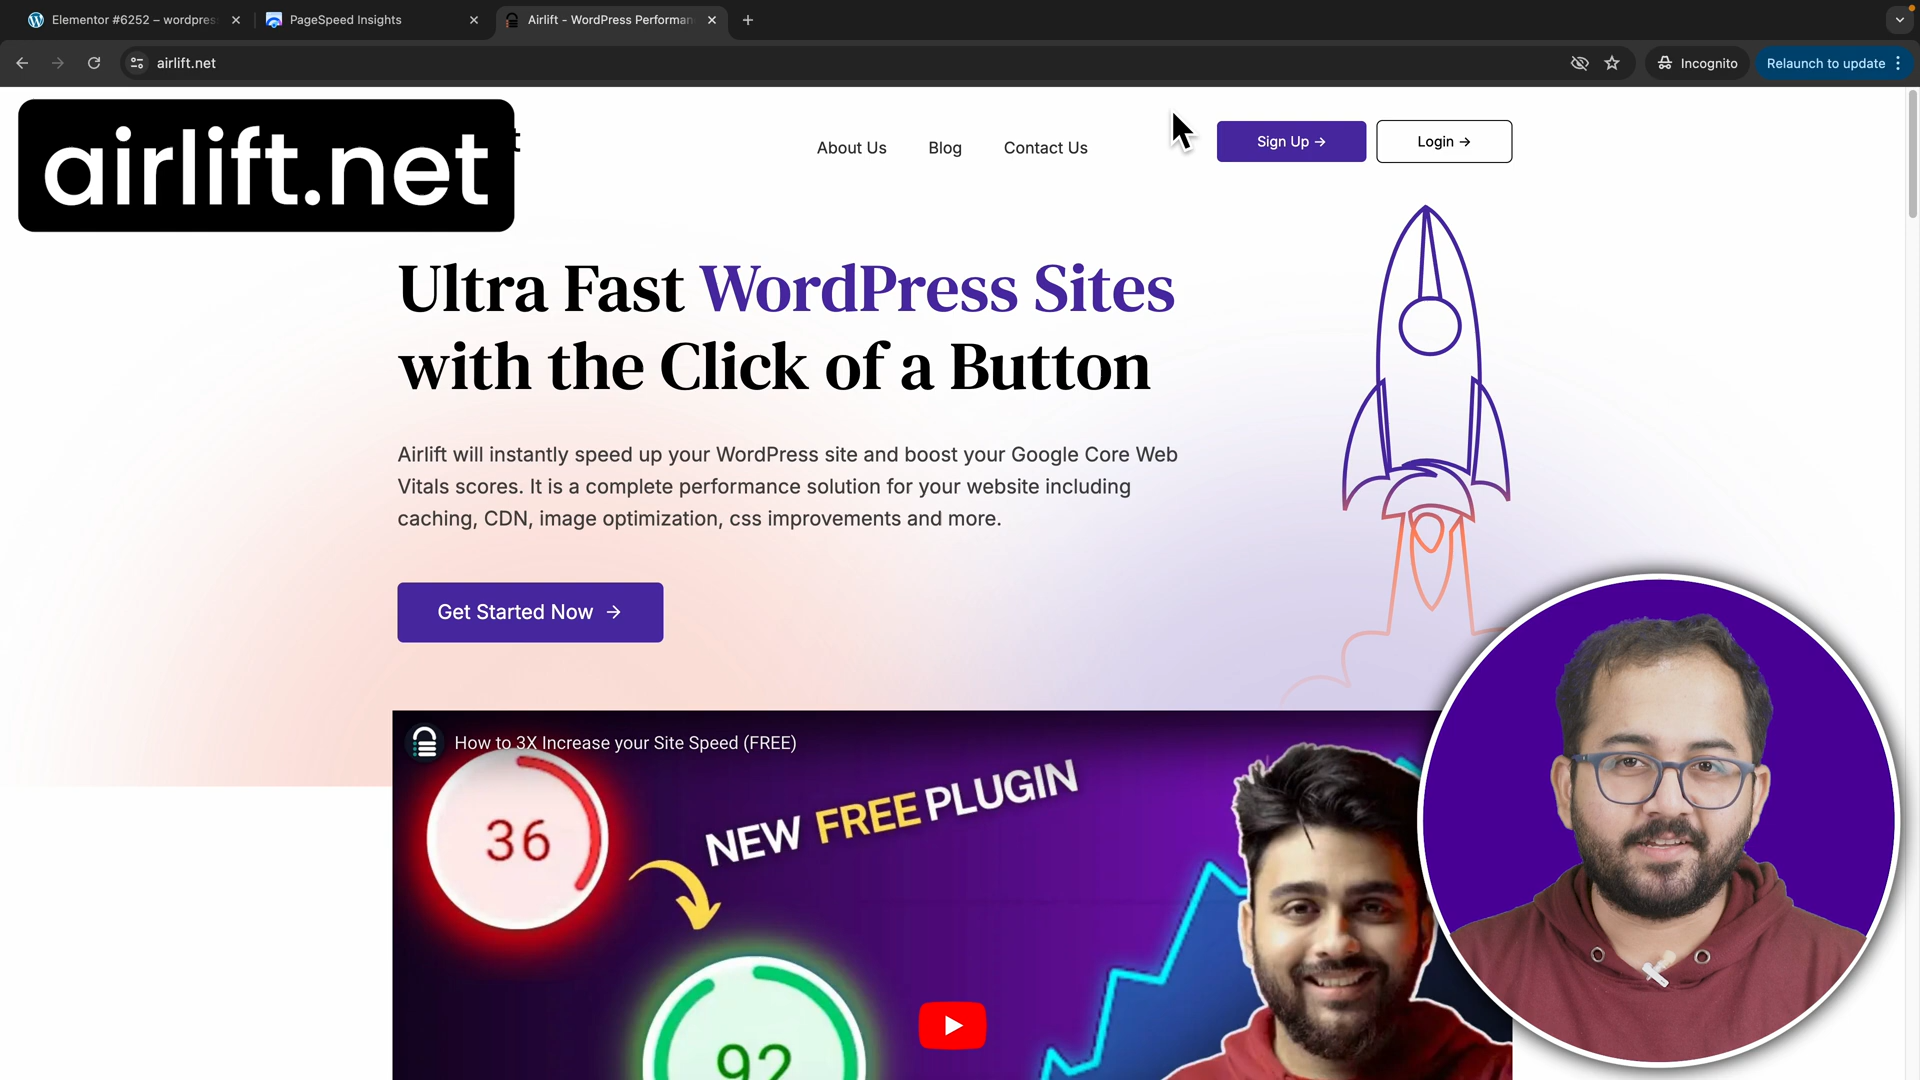 Elementor #6252 – wordpres
PageSpeed Insights
Airlift - WordPress Performan
airlift.net
Incognito
Relaunch to update
airlift.net
t
About Us
Blog
Contact Us
Sign Up →
Login →
Ultra Fast WordPress Sites
with the Click of a Button
Airlift will instantly speed up your WordPress site and boost your Google Core Web
Vitals scores. It is a complete performance solution for your website including
caching, CDN, image optimization, css improvements and more.
Get Started Now →
How to 3X Increase your Site Speed (FREE)
36
NEW FREE PLUGIN
92